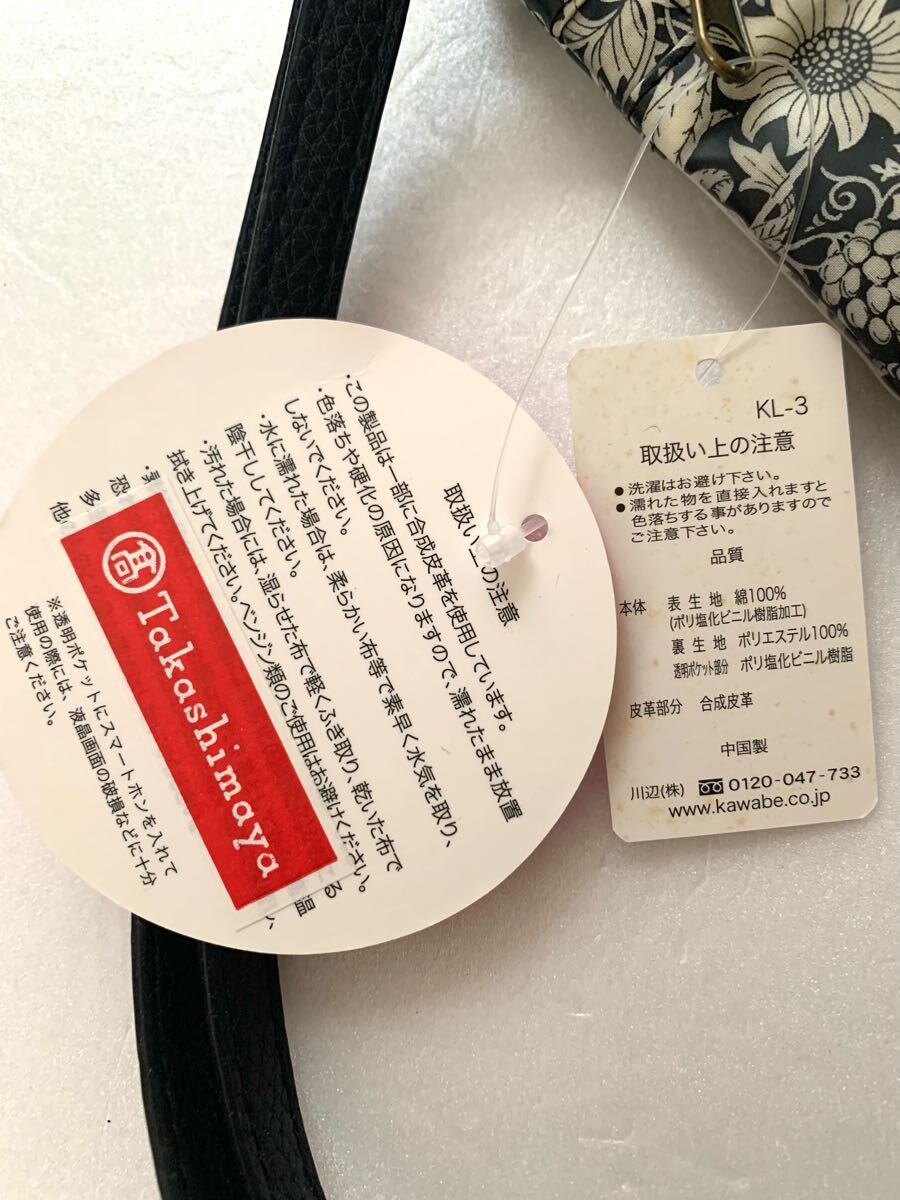 取扱い上の注意
・この製品は一部に合成皮革を使用しています。
・色落ちや硬化の原因になりますので、濡れたまま放置
しないでください。
・水に濡れた場合は、柔らかい布等で素早く水気を取り、
陰干ししてください。
・汚れた場合には、湿らせた布で軽くふき取り、乾いた布で
拭き上げてください。ベンジン類のご使用はお避けください。
恐
多
他
髙 Takashimaya
※透明ポケットにスマートホンを入れて
使用の際には、液晶画面の破損などに十分
ご注意ください。
KL-3
取扱い上の注意
●洗濯はお避け下さい。
●濡れた物を直接入れますと
色落ちする事がありますので
ご注意下さい。
品質
本体 表生地 綿100%
(ポリ塩化ビニル樹脂加工)
裏生地 ポリエステル100%
透明ポケット部分 ポリ塩化ビニル樹脂
皮革部分 合成皮革
中国製
川辺(株) 0120-047-733
www.kawabe.co.jp